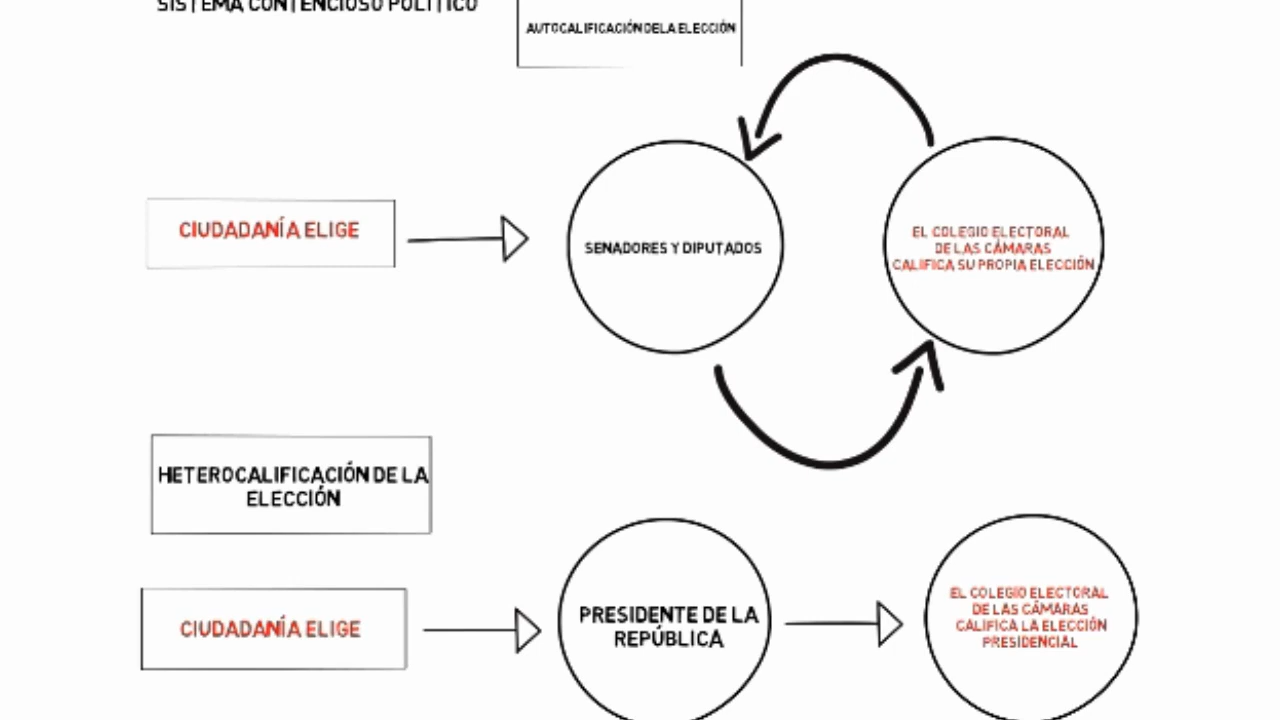 SISTEMA CONTENCIOSO POLÍTICO
AUTOCALIFICACIÓN DE LA ELECCIÓN
CIUDADANÍA ELIGE
SENADORES Y DIPUTADOS
EL COLEGIO ELECTORAL
DE LAS CÁMARAS
CALIFICA SU PROPIA ELECCIÓN
HETEROCALIFICACIÓN DE LA
ELECCIÓN
CIUDADANÍA ELIGE
PRESIDENTE DE LA
REPÚBLICA
EL COLEGIO ELECTORAL
DE LAS CÁMARAS
CALIFICA LA ELECCIÓN
PRESIDENCIAL